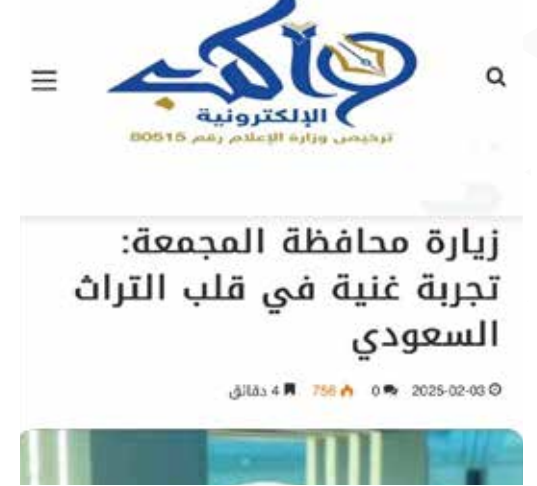 واكب
الإلكترونية
ترخيص وزارة الإعلام رقم 80515
زيارة محافظة المجمعة:
تجربة غنية في قلب التراث
السعودي
2025-02-03 0 756 4 دقائق